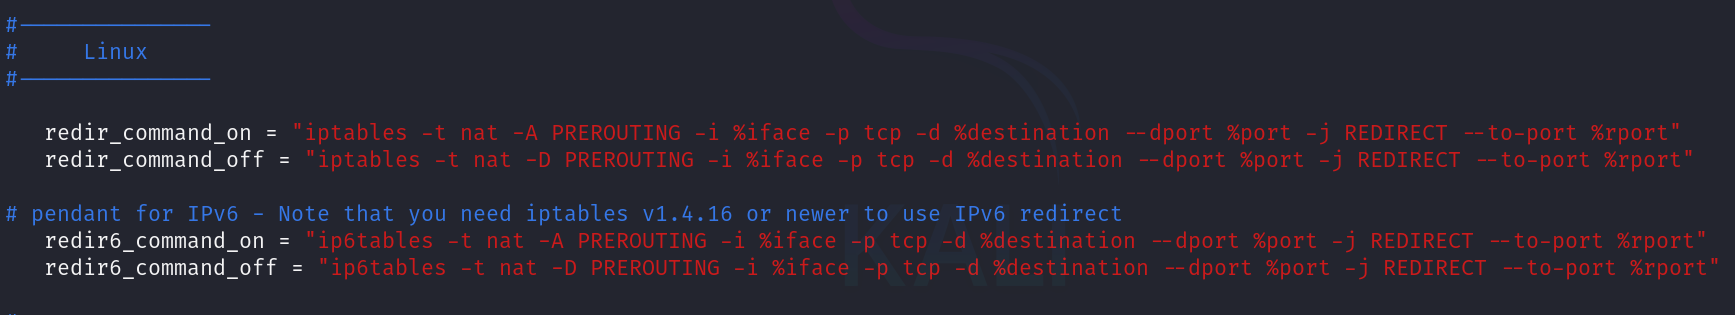 #---------------
#     Linux
#---------------
redir_command_on = "iptables -t nat -A PREROUTING -i %iface -p tcp -d %destination --dport %port -j REDIRECT --to-port %rport"
redir_command_off = "iptables -t nat -D PREROUTING -i %iface -p tcp -d %destination --dport %port -j REDIRECT --to-port %rport"
# pendant for IPv6 - Note that you need iptables v1.4.16 or newer to use IPv6 redirect
redir6_command_on = "ip6tables -t nat -A PREROUTING -i %iface -p tcp -d %destination --dport %port -j REDIRECT --to-port %rport"
redir6_command_off = "ip6tables -t nat -D PREROUTING -i %iface -p tcp -d %destination --dport %port -j REDIRECT --to-port %rport"
KALI